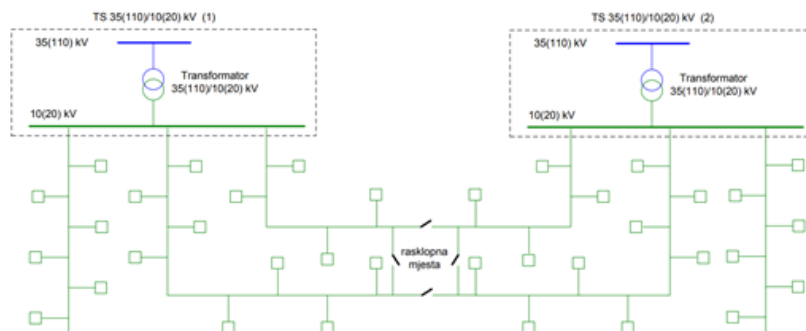 TS 35(110)/10(20) kV (1)
35(110) kV
Transformator
35(110)/10(20) kV
10(20) kV
TS 35(110)/10(20) kV (2)
35(110) kV
Transformator
35(110)/10(20) kV
10(20) kV
rasklopna
mjesta